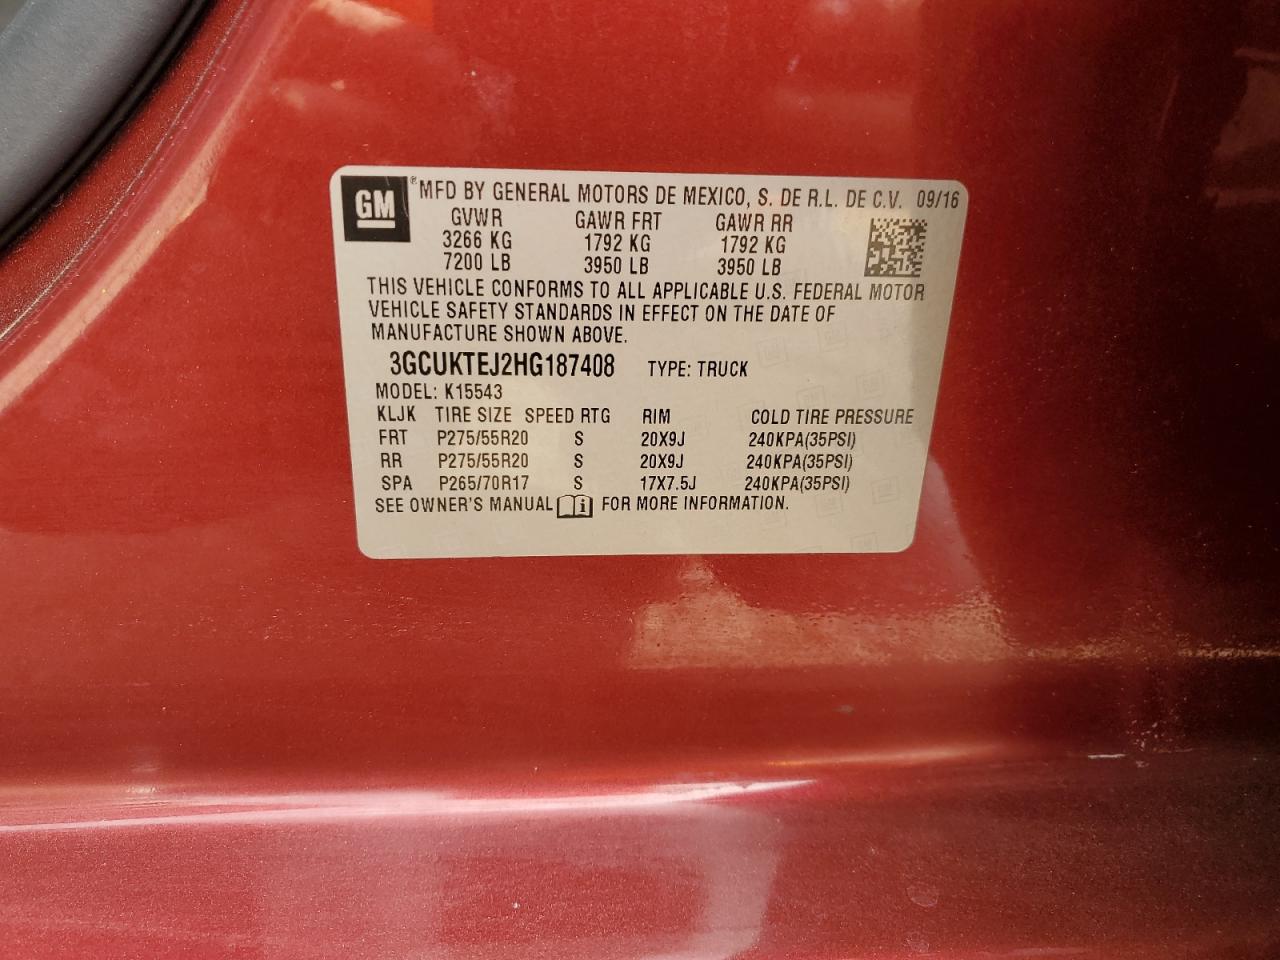 GM® MFD BY GENERAL MOTORS DE MEXICO, S. DE R.L. DE C.V. 09/16
GVWR GAWR FRT GAWR RR
3266 KG 1792 KG 1792 KG
7200 LB 3950 LB 3950 LB
THIS VEHICLE CONFORMS TO ALL APPLICABLE U.S. FEDERAL MOTOR
VEHICLE SAFETY STANDARDS IN EFFECT ON THE DATE OF
MANUFACTURE SHOWN ABOVE.
3GCUKTEJ2HG187408 TYPE: TRUCK
MODEL: K15543
KLJK TIRE SIZE SPEED RTG RIM COLD TIRE PRESSURE
FRT P275/55R20 S 20X9J 240KPA(35PSI)
RR P275/55R20 S 20X9J 240KPA(35PSI)
SPA P265/70R17 S 17X7.5J 240KPA(35PSI)
SEE OWNER'S MANUAL FOR MORE INFORMATION.